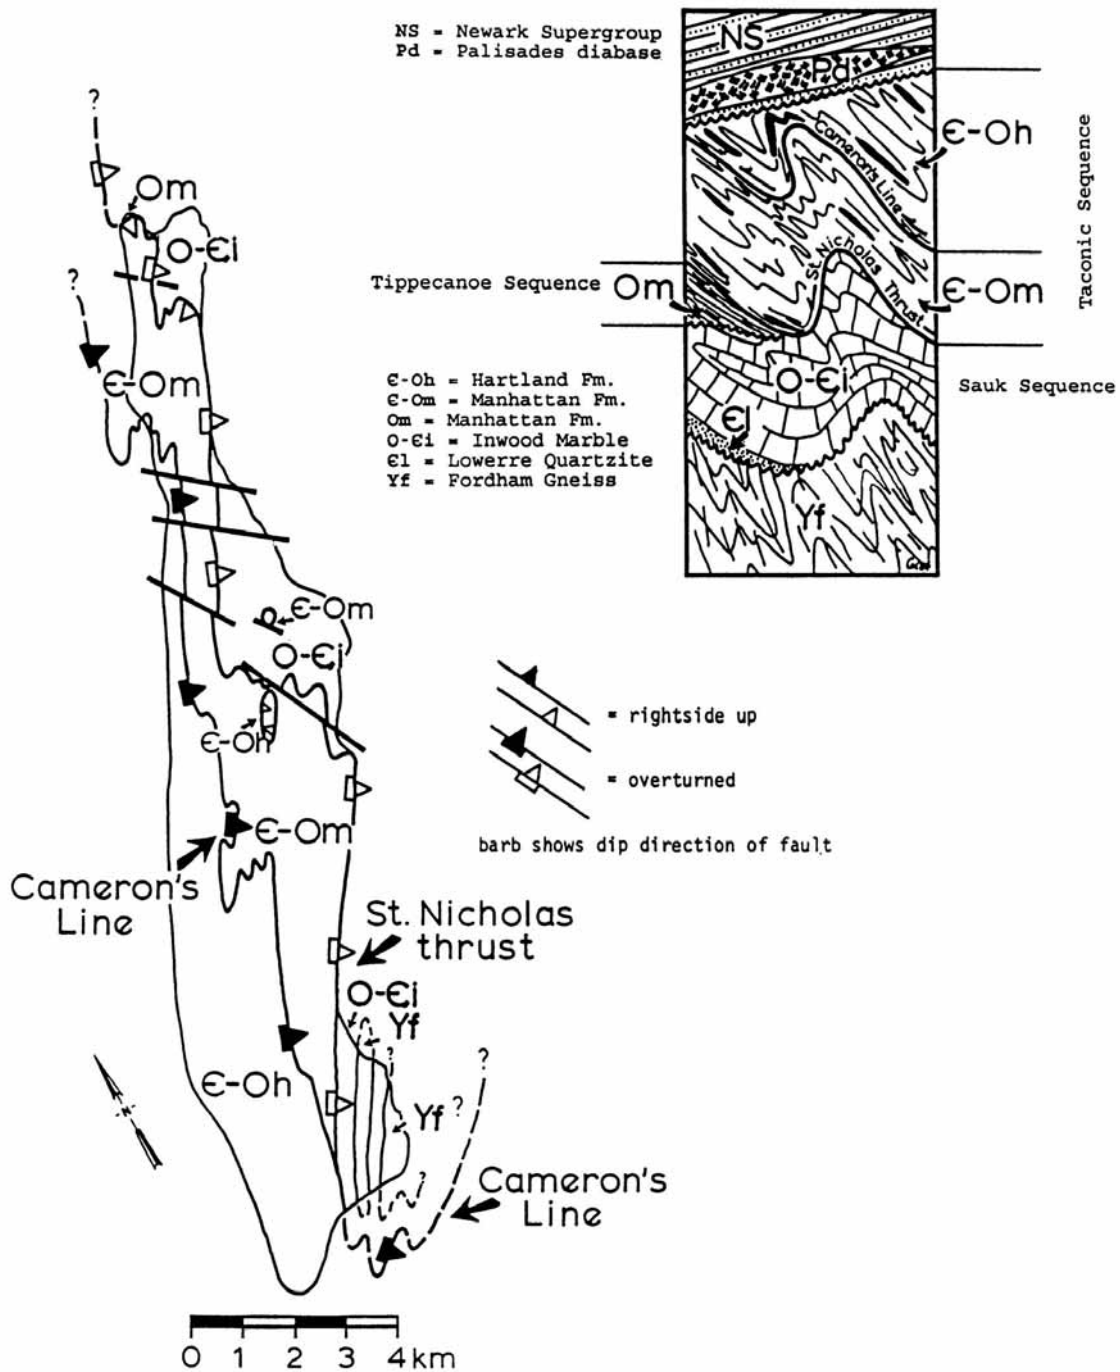 NS = Newark Supergroup
Pd = Palisades diabase
NS
Pd
Cameron's Line
Є-Oh
Taconic Sequence
St. Nicholas Thrust
Tippecanoe Sequence
Om
Є-Om
O-Єi
Sauk Sequence
Єl
Yf
Є-Oh = Hartland Fm.
Є-Om = Manhattan Fm.
Om = Manhattan Fm.
O-Єi = Inwood Marble
Єl = Lowerre Quartzite
Yf = Fordham Gneiss
?
Om
O-Єi
?
Є-Om
Є-Om
O-Єi
Є-Oh
Є-Om
Cameron's
Line
St. Nicholas
thrust
O-Єi
Yf
?
?
Є-Oh
Yf ?
?
Cameron's
Line
N
= rightside up
= overturned
barb shows dip direction of fault
0 1 2 3 4 km